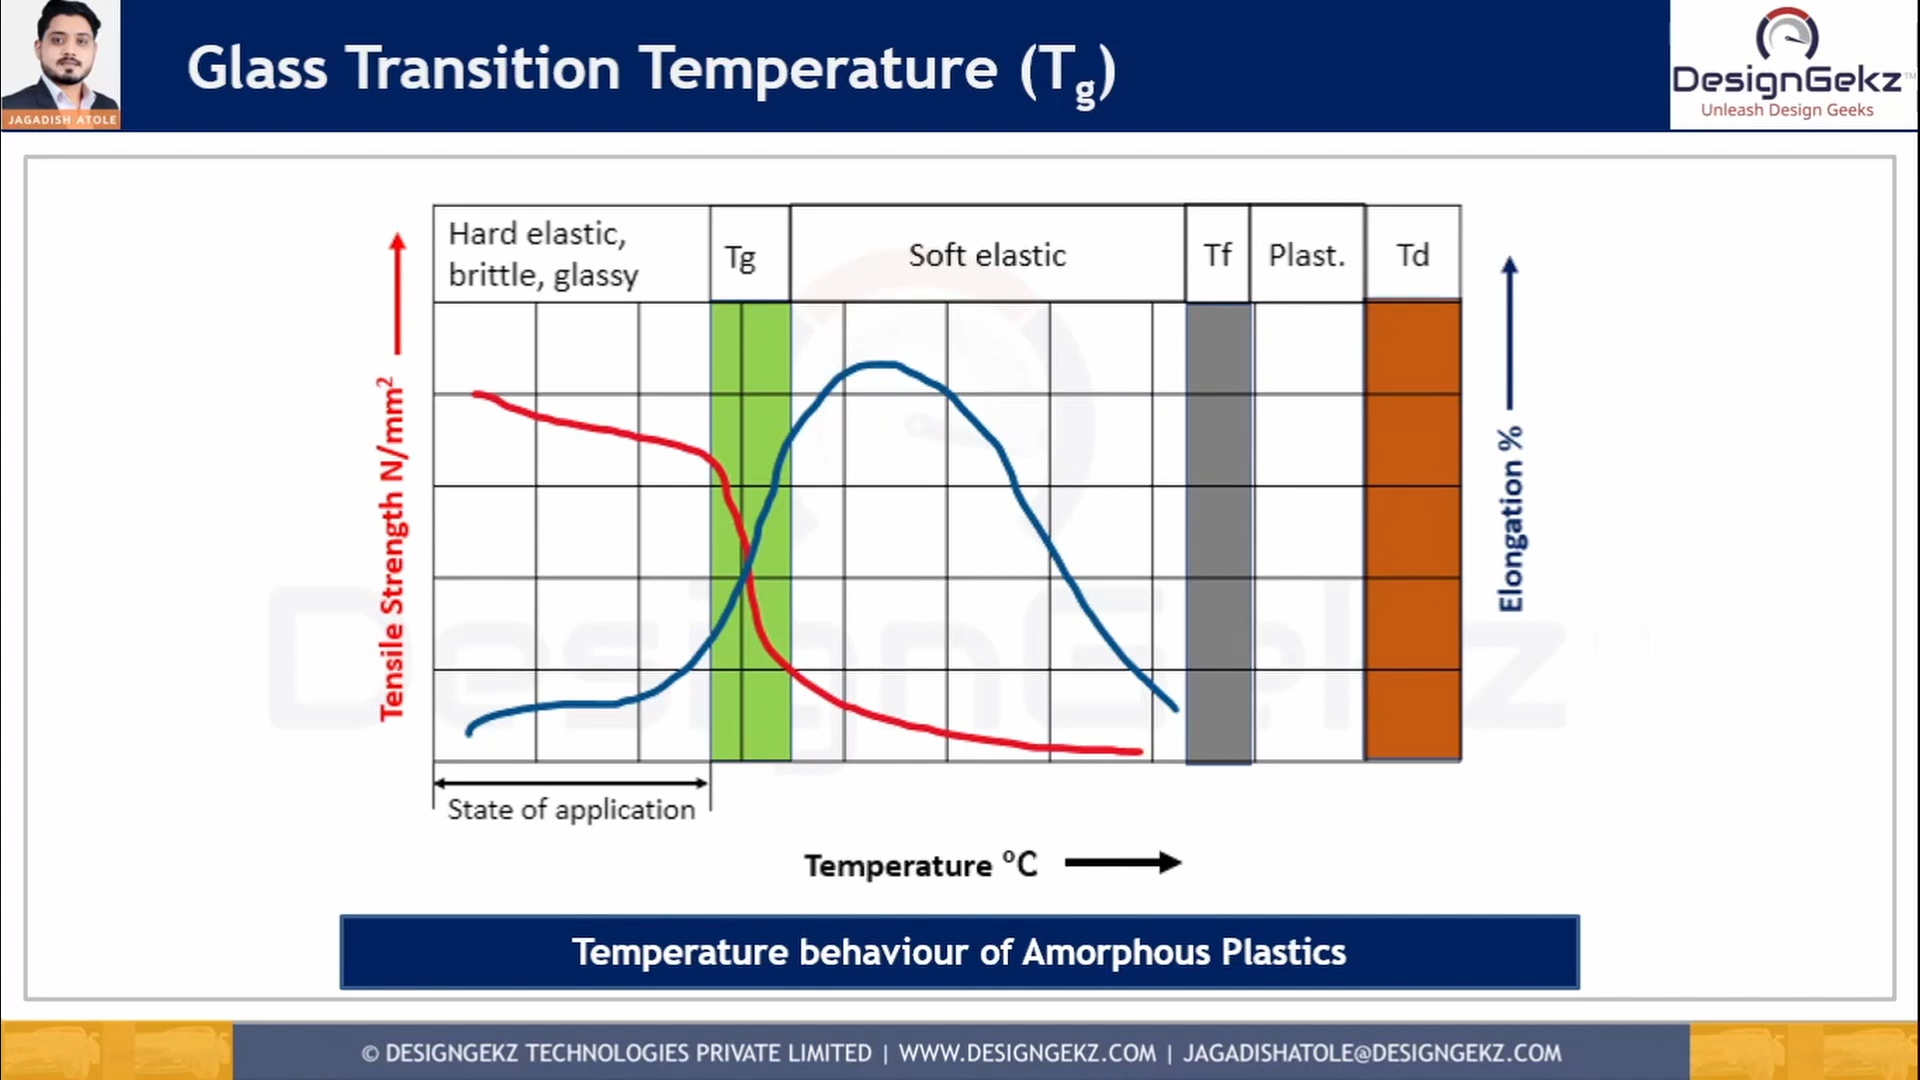 JAGADISH ATOLE
Glass Transition Temperature (Tg)
DesignGekz™
Unleash Design Geeks
Hard elastic,
brittle, glassy
Tg
Soft elastic
Tf
Plast.
Td
Tensile Strength N/mm²
Elongation %
State of application
Temperature °C
DesignGekz™
Temperature behaviour of Amorphous Plastics
© DESIGNGEKZ TECHNOLOGIES PRIVATE LIMITED | WWW.DESIGNGEKZ.COM | JAGADISHATOLE@DESIGNGEKZ.COM